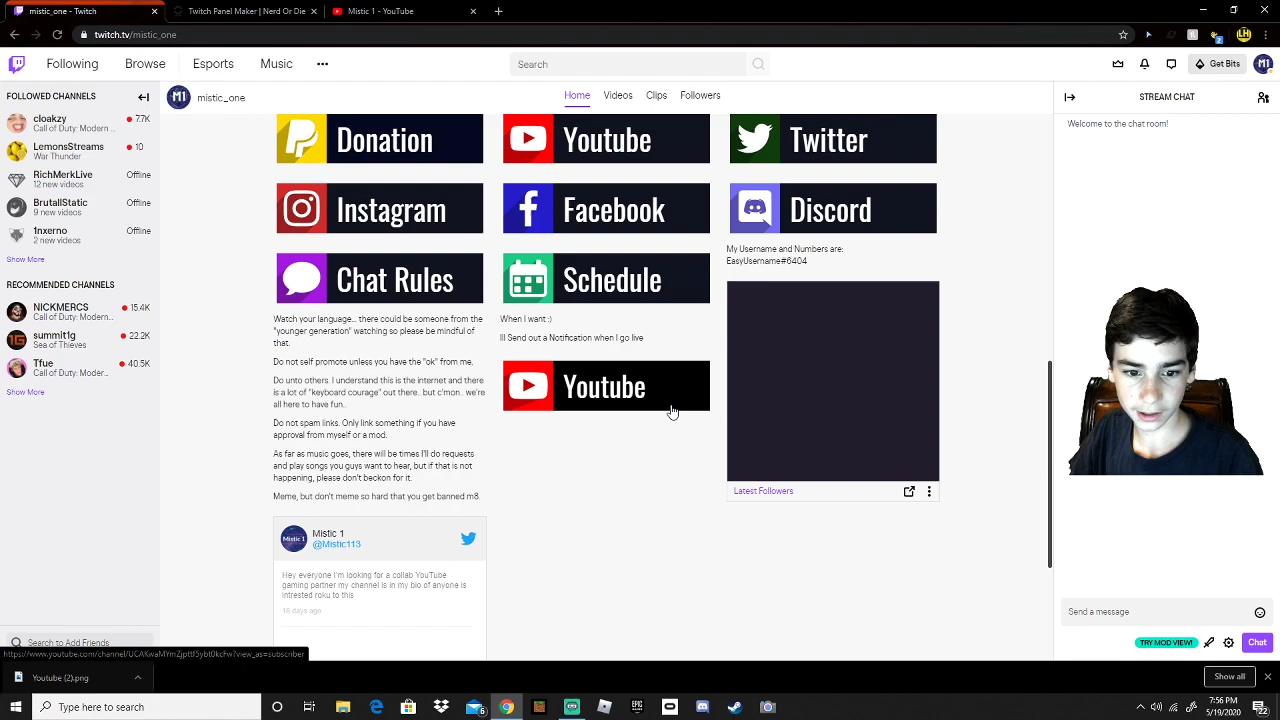 mistic_one - Twitch
Twitch Panel Maker | Nerd Or Die
Mistic 1 - YouTube
twitch.tv/mistic_one
Following
Browse
Esports
Music
Search
Get Bits
M1
FOLLOWED CHANNELS
cloakzy
7.7K
Call of Duty: Modern ...
LemonsStreams
10
War Thunder
RichMerkLive
Offline
12 new videos
BrutallStatic
Offline
9 new videos
1nxerno
Offline
2 new videos
Show More
RECOMMENDED CHANNELS
NICKMERCS
15.4K
Call of Duty: Modern...
summit1g
22.2K
Sea of Thieves
Tfue
40.5K
Call of Duty: Moder...
Show More
Search to Add Friends
M1
mistic_one
Home
Videos
Clips
Followers
Donation
Youtube
Twitter
Instagram
Facebook
Discord
My Username and Numbers are:
EasyUsername#6404
Chat Rules
Schedule
Watch your language... there could be someone from the
"younger generation" watching so please be mindful of
that.
Do not self promote unless you have the "ok" from me,
Do unto others. I understand this is the internet and there
is a lot of "keyboard courage" out there.. but c'mon.. we're
all here to have fun..
Do not spam links. Only link something if you have
approval from myself or a mod.
As far as music goes, there will be times I'll do requests
and play songs you guys want to hear, but if that is not
happening, please don't beckon for it.
Meme, but don't meme so hard that you get banned m8.
When I want :)
Ill Send out a Notification when I go live
Youtube
Latest Followers
Mistic 1
Mistic 1
@Mistic113
Hey everyone I'm looking for a collab YouTube
gaming partner my channel is in my bio of anyone is
intrested roku to this
18 days ago
STREAM CHAT
Welcome to the chat room!
Send a message
TRY MOD VIEW!
Chat
Youtube (2).png
Show all
Type here to search
EPIC
7:56 PM
5/19/2020